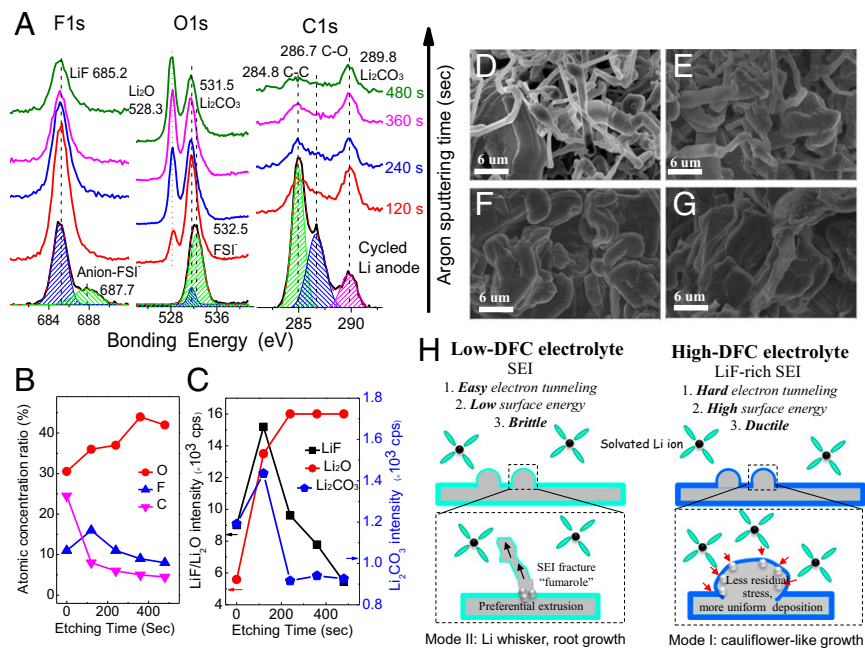 A
F1s
O1s
C1s
LiF 685.2
Li₂O
528.3
531.5
Li₂CO₃
286.7 C-O
284.8 C-C
289.8
Li₂CO₃
480 s
360 s
240 s
120 s
532.5
FSI⁻
Anion-FSI⁻
687.7
Cycled
Li anode
684 688
528 536
285 290
Bonding Energy (eV)
Argon sputtering time (sec)
D
6 um
E
6 um
F
6 um
G
6 um
B
Atomic concentration ratio (%)
50
40
30
20
10
0
O
F
C
0 200 400
Etching Time (Sec)
C
LiF/Li₂O intensity (×10³ cps)
16
14
12
10
8
6
LiF
Li₂O
Li₂CO₃
1.8
1.6
1.4
1.2
1.0
0.8
Li₂CO₃ intensity (×10³ cps)
0 200 400
Etching Time (sec)
H
Low-DFC electrolyte
SEI
1. Easy electron tunneling
2. Low surface energy
3. Brittle
High-DFC electrolyte
LiF-rich SEI
1. Hard electron tunneling
2. High surface energy
3. Ductile
Solvated Li ion
SEI fracture
“fumarole”
Preferential extrusion
Less residual
stress,
more uniform deposition
Mode II: Li whisker, root growth
Mode I: cauliflower-like growth